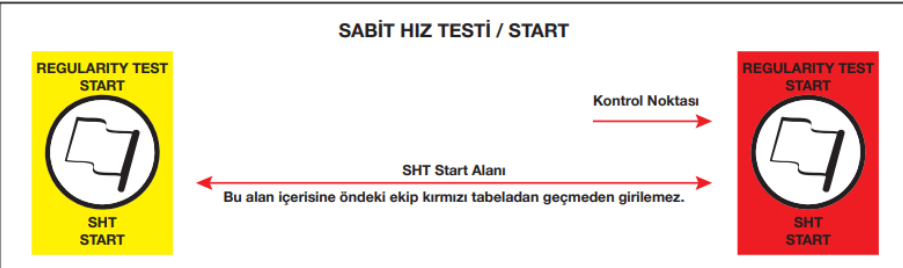 SABİT HIZ TESTİ / START
REGULARITY TEST
START
SHT
START
Kontrol Noktası
SHT Start Alanı
Bu alan içerisine öndeki ekip kırmızı tabeladan geçmeden girilemez.
REGULARITY TEST
START
SHT
START